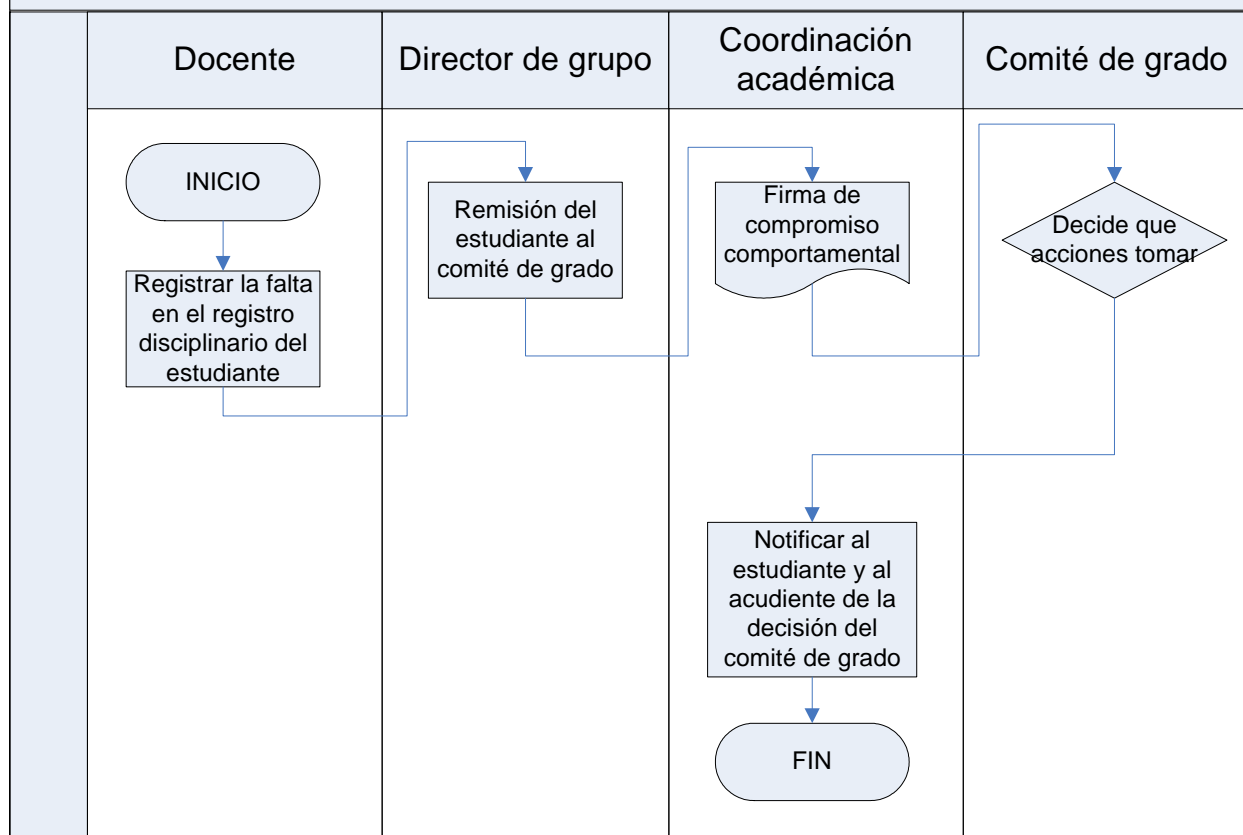 Docente
Director de grupo
Coordinación
académica
Comité de grado
INICIO
Registrar la falta
en el registro
disciplinario del
estudiante
Remisión del
estudiante al
comité de grado
Firma de
compromiso
comportamental
Decide que
acciones tomar
Notificar al
estudiante y al
acudiente de la
decisión del
comité de grado
FIN